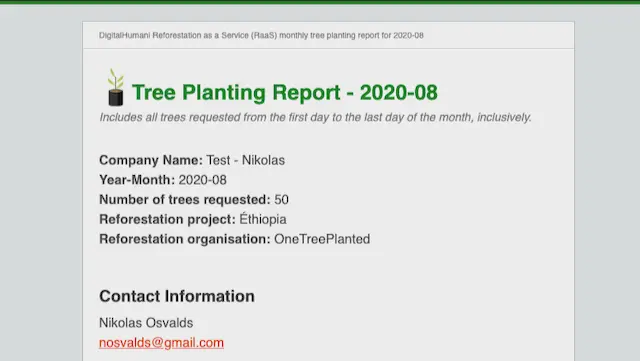 DigitalHumani Reforestation as a Service (RaaS) monthly tree planting report for 2020-08
Tree Planting Report - 2020-08
Includes all trees requested from the first day to the last day of the month, inclusively.
Company Name: Test - Nikolas
Year-Month: 2020-08
Number of trees requested: 50
Reforestation project: Éthiopia
Reforestation organisation: OneTreePlanted
Contact Information
Nikolas Osvalds
nosvalds@gmail.com